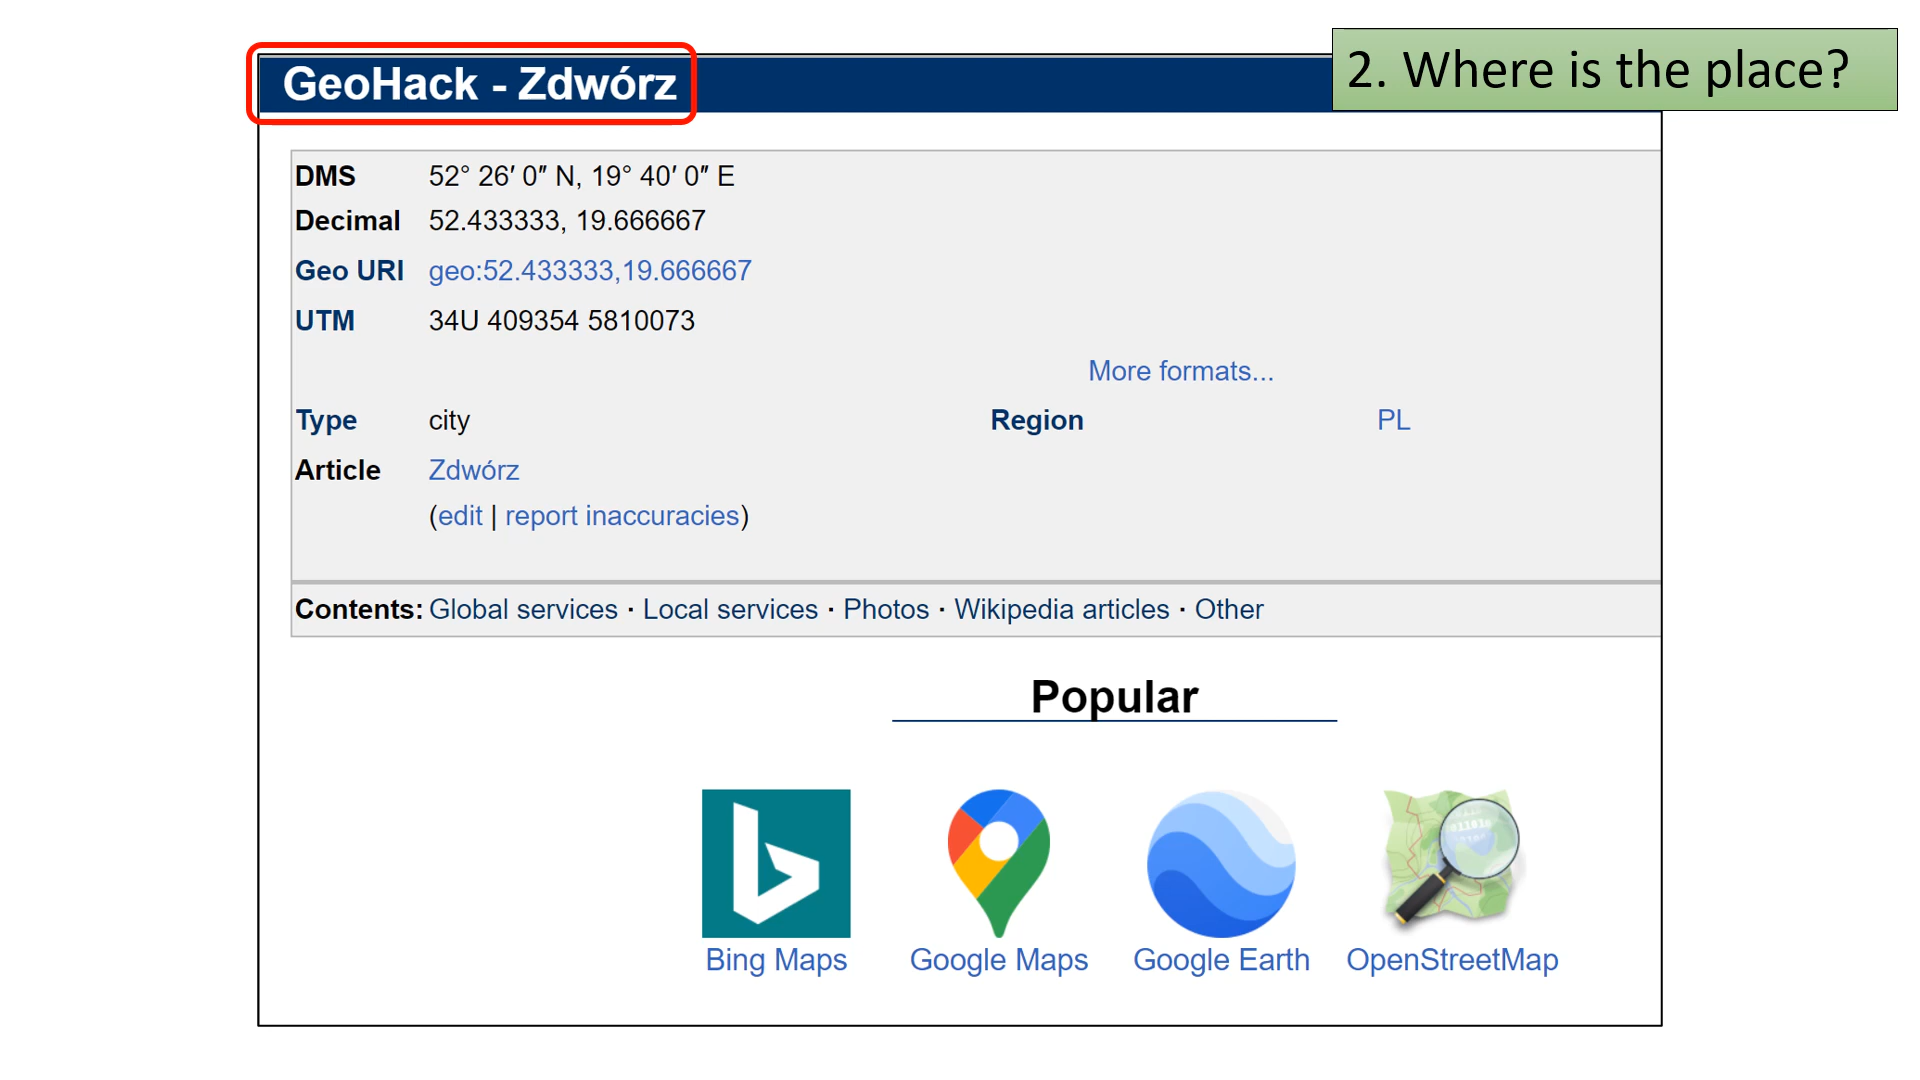 GeoHack - Zdwórz
2. Where is the place?
DMS 52° 26′ 0″ N, 19° 40′ 0″ E
Decimal 52.433333, 19.666667
Geo URI geo:52.433333,19.666667
UTM 34U 409354 5810073
More formats...
Type city Region PL
Article Zdwórz
(edit | report inaccuracies)
Contents: Global services · Local services · Photos · Wikipedia articles · Other
Popular
Bing Maps Google Maps Google Earth OpenStreetMap